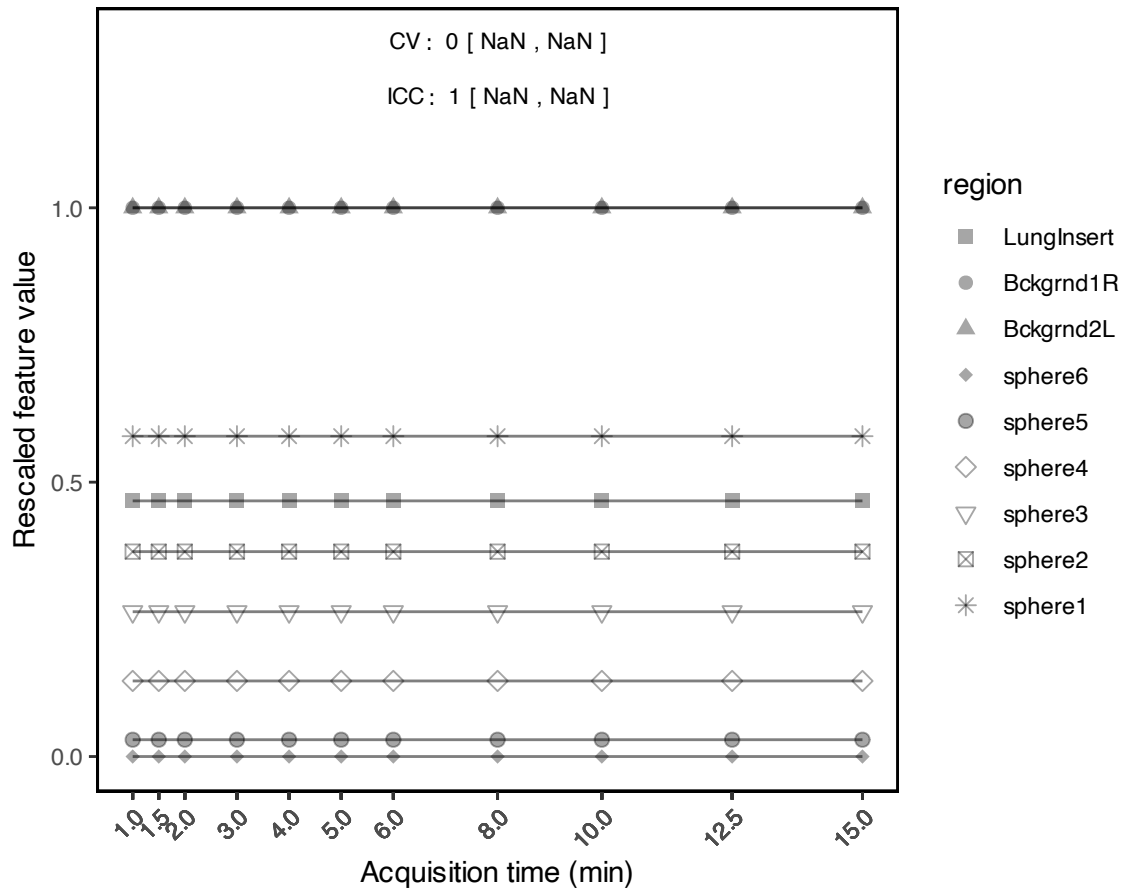 CV : 0 [ NaN , NaN ]
ICC : 1 [ NaN , NaN ]
Rescaled feature value
1.0
0.5
0.0
1.0
1.5
2.0
3.0
4.0
5.0
6.0
8.0
10.0
12.5
15.0
Acquisition time (min)
region
LungInsert
Bckgrnd1R
Bckgrnd2L
sphere6
sphere5
sphere4
sphere3
sphere2
sphere1